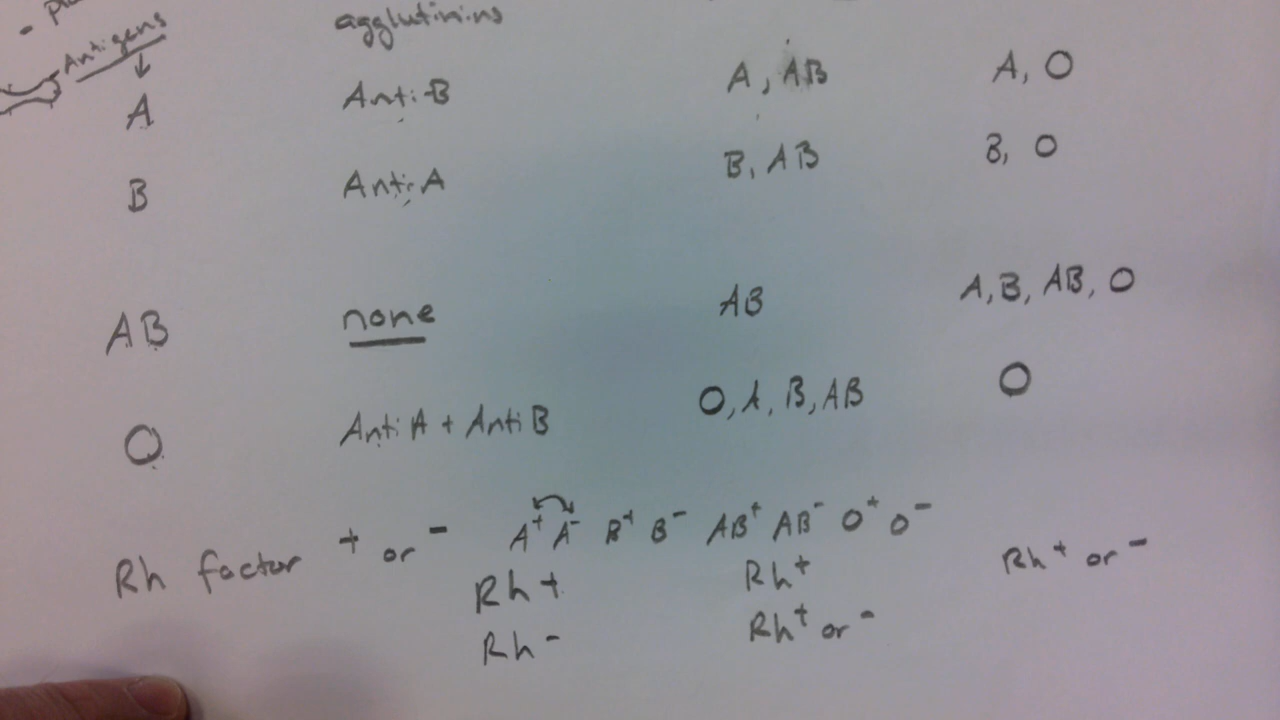 agglutinins
Antigens
A Anti-B A, AB A, O
B Anti-A B, AB B, O
AB none AB A, B, AB, O
O Anti A + Anti B O, A, B, AB O
Rh factor + or - A+ A- B+ B- AB+ AB- O+ O-
Rh+ Rh+ Rh+ or -
Rh- Rh+ or -